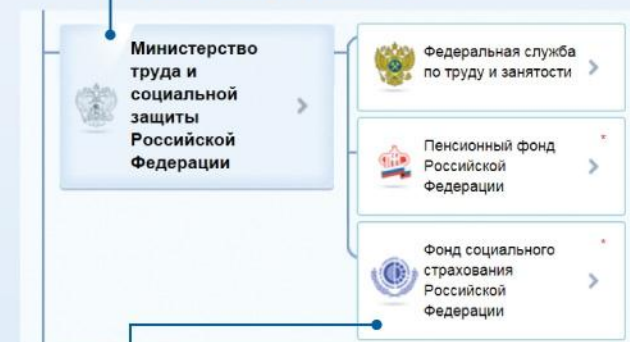 Министерство
труда и
социальной
защиты
Российской
Федерации
Федеральная служба
по труду и занятости
Пенсионный фонд
Российской
Федерации
*
Фонд социального
страхования
Российской
Федерации
*